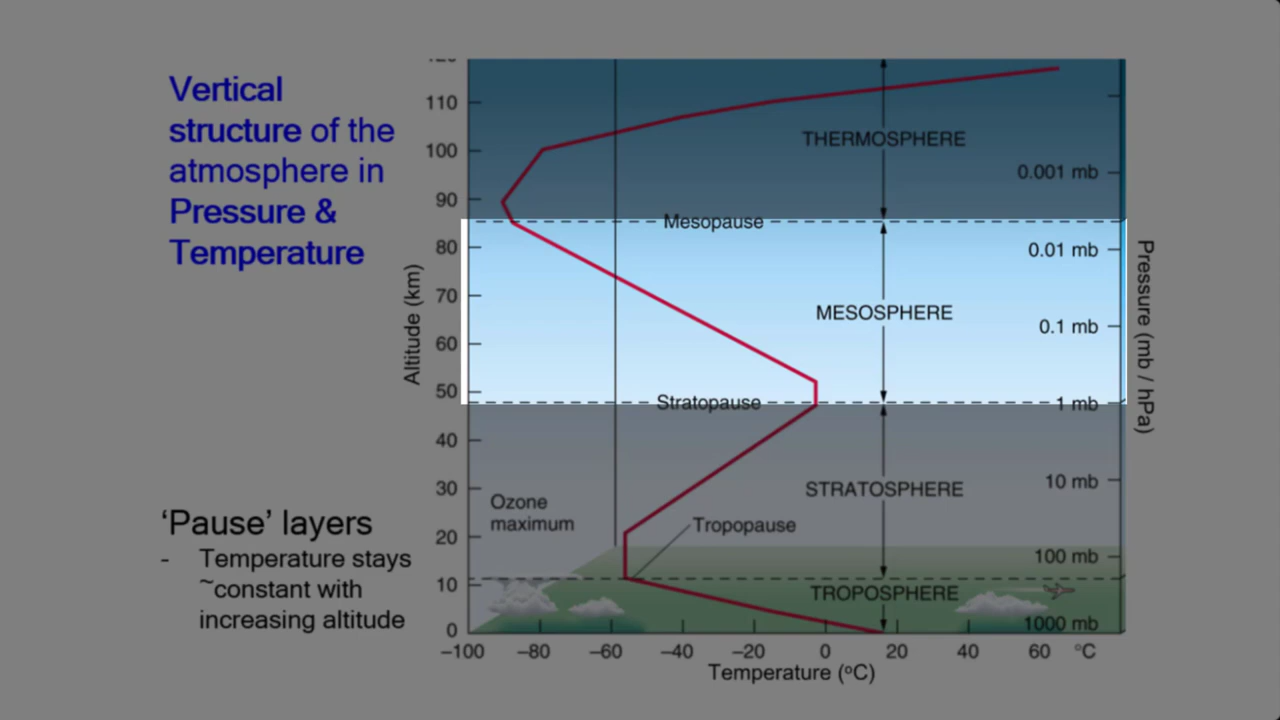 Vertical
structure of the
atmosphere in
Pressure &
Temperature
'Pause' layers
- Temperature stays
~constant with
increasing altitude
Altitude (km)
110
100
90
80
70
60
50
40
30
20
10
0
THERMOSPHERE
Mesopause
MESOSPHERE
Stratopause
STRATOSPHERE
Ozone
maximum
Tropopause
TROPOSPHERE
0.001 mb
0.01 mb
0.1 mb
1 mb
10 mb
100 mb
1000 mb
Pressure (mb / hPa)
–100 –80 –60 –40 –20 0 20 40 60 °C
Temperature (°C)